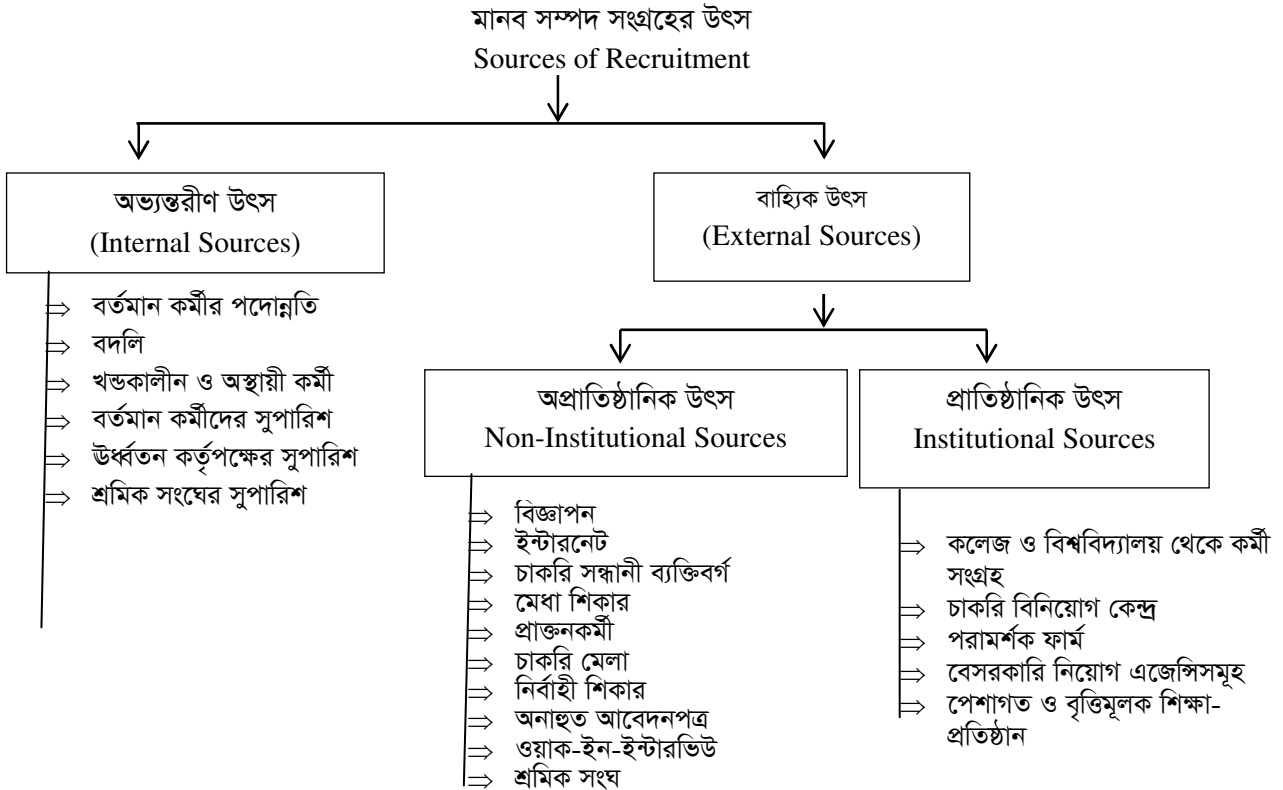 মানব সম্পদ সংগ্রহের উৎস
Sources of Recruitment
অভ্যন্তরীণ উৎস
(Internal Sources)
⇒ বর্তমান কর্মীর পদোন্নতি
⇒ বদলি
⇒ খন্ডকালীন ও অস্থায়ী কর্মী
⇒ বর্তমান কর্মীদের সুপারিশ
⇒ ঊর্ধ্বতন কর্তৃপক্ষের সুপারিশ
⇒ শ্রমিক সংঘের সুপারিশ
বাহ্যিক উৎস
(External Sources)
অপ্রাতিষ্ঠানিক উৎস
Non-Institutional Sources
⇒ বিজ্ঞাপন
⇒ ইন্টারনেট
⇒ চাকরি সন্ধানী ব্যক্তিবর্গ
⇒ মেধা শিকার
⇒ প্রাক্তনকর্মী
⇒ চাকরি মেলা
⇒ নির্বাহী শিকার
⇒ অনাহুত আবেদনপত্র
⇒ ওয়াক-ইন-ইন্টারভিউ
⇒ শ্রমিক সংঘ
প্রাতিষ্ঠানিক উৎস
Institutional Sources
⇒ কলেজ ও বিশ্ববিদ্যালয় থেকে কর্মী
সংগ্রহ
⇒ চাকরি বিনিয়োগ কেন্দ্র
⇒ পরামর্শক ফার্ম
⇒ বেসরকারি নিয়োগ এজেন্সিসমূহ
⇒ পেশাগত ও বৃত্তিমূলক শিক্ষা-
প্রতিষ্ঠান